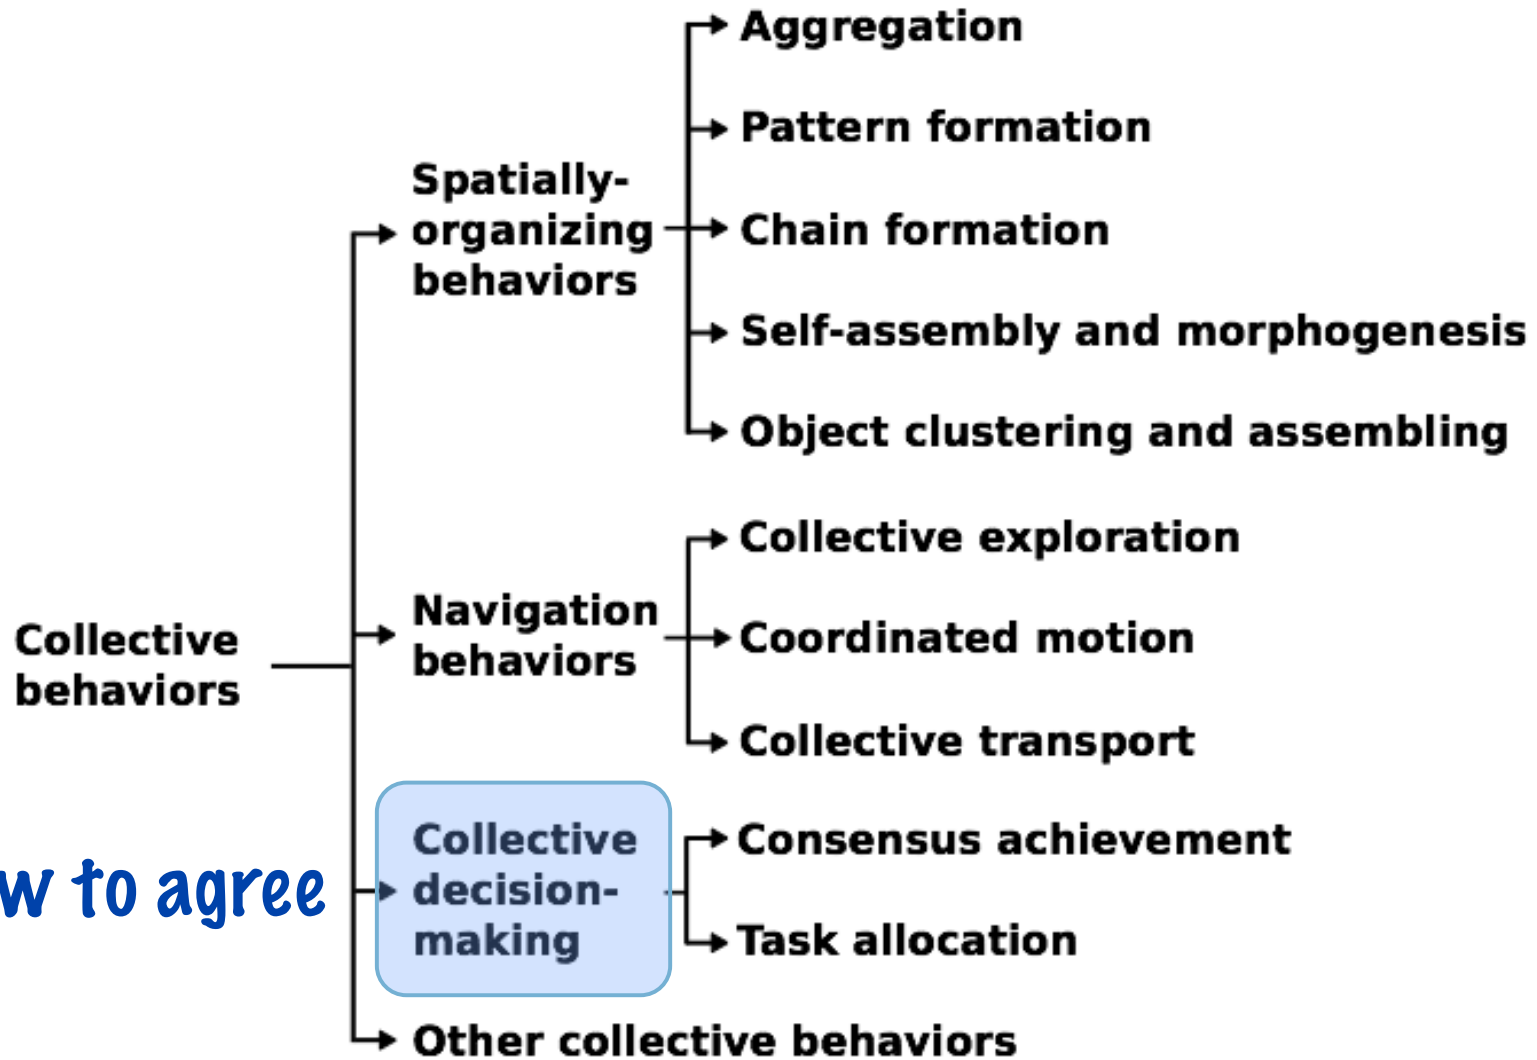 Collective
behaviors
Spatially-
organizing
behaviors
Aggregation
Pattern formation
Chain formation
Self-assembly and morphogenesis
Object clustering and assembling
Navigation
behaviors
Collective exploration
Coordinated motion
Collective transport
w to agree
Collective
decision-
making
Consensus achievement
Task allocation
Other collective behaviors